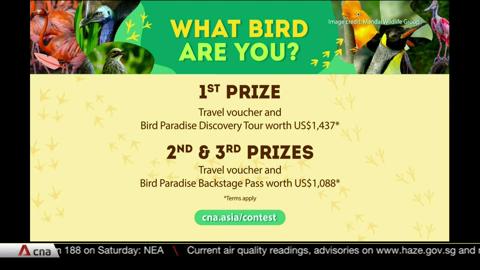 Image credit: Mandai Wildlife Group
WHAT BIRD
ARE YOU?
1ST PRIZE
Travel voucher and
Bird Paradise Discovery Tour worth US$1,437*
2ND & 3RD PRIZES
Travel voucher and
Bird Paradise Backstage Pass worth US$1,088*
*Terms apply
cna.asia/contest
cna
188 on Saturday: NEA \ Current air quality readings, advisories on www.haze.gov.sg and